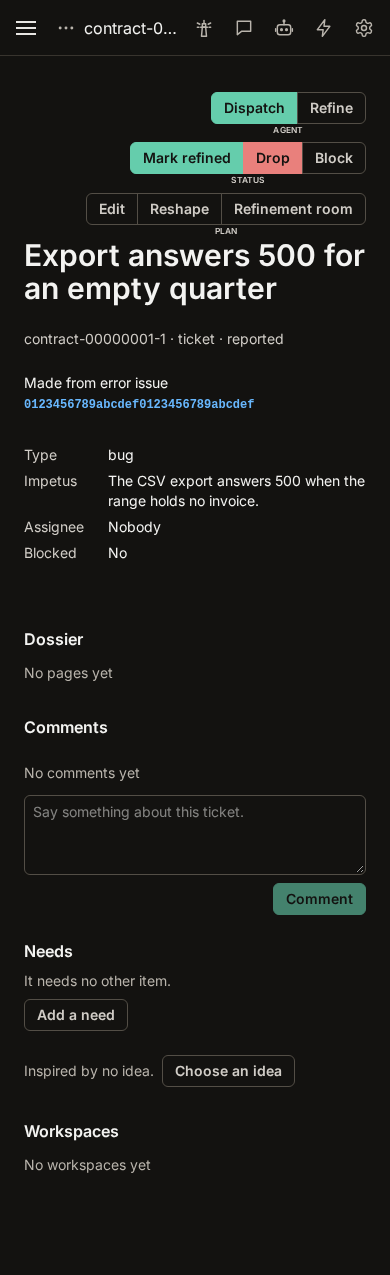 contract-0…
Dispatch Refine
AGENT
Mark refined Drop Block
STATUS
Edit Reshape Refinement room
PLAN
Export answers 500 for
an empty quarter
contract-00000001-1 · ticket · reported
Made from error issue
0123456789abcdef0123456789abcdef
Type bug
Impetus The CSV export answers 500 when the
range holds no invoice.
Assignee Nobody
Blocked No
Dossier
No pages yet
Comments
No comments yet
Say something about this ticket.
Comment
Needs
It needs no other item.
Add a need
Inspired by no idea. Choose an idea
Workspaces
No workspaces yet